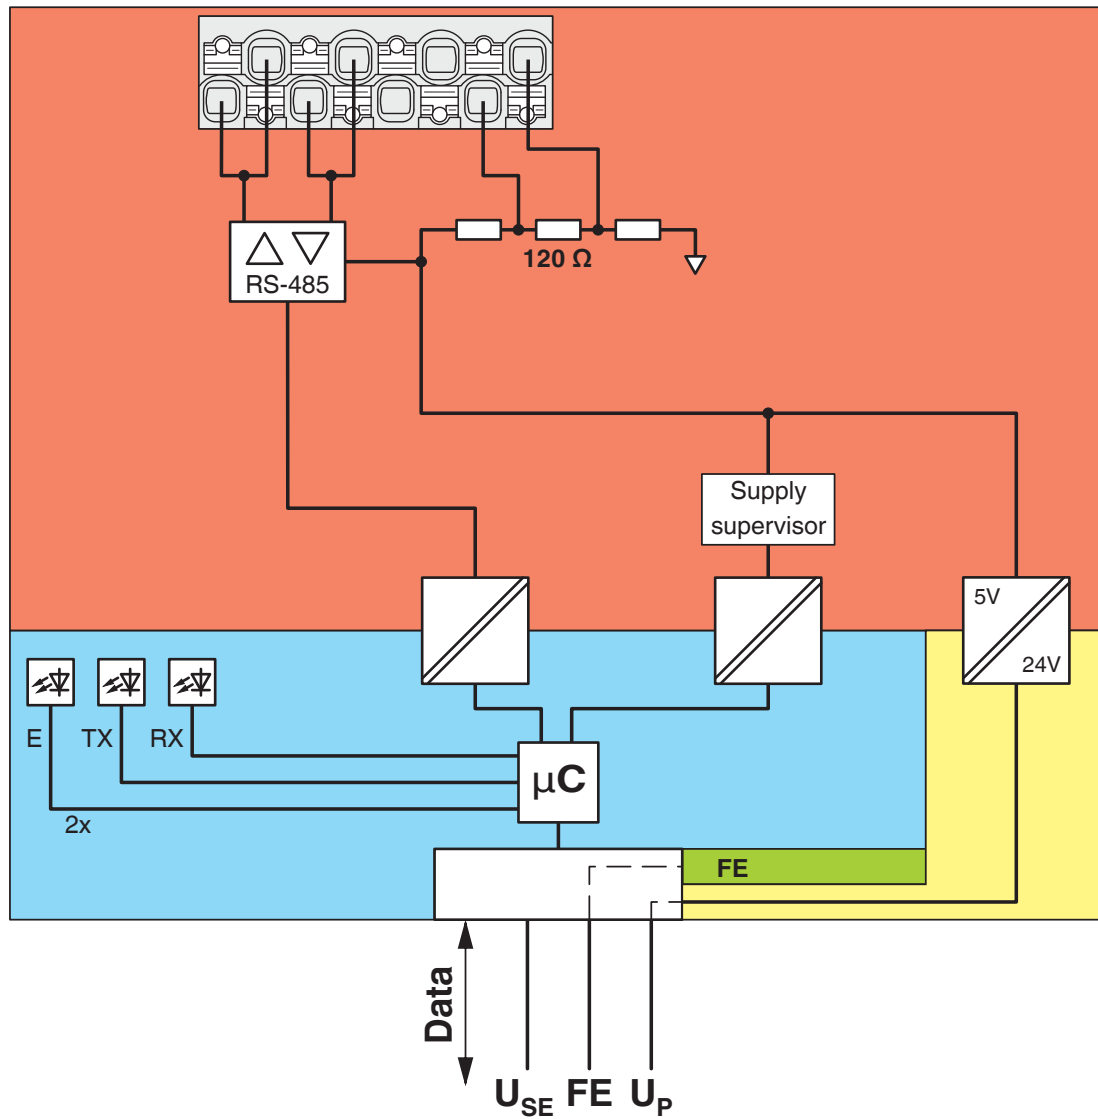 120 Ω
RS-485
Supply
supervisor
5V
24V
E
TX
RX
2x
µC
FE
Data
USE
FE
UP